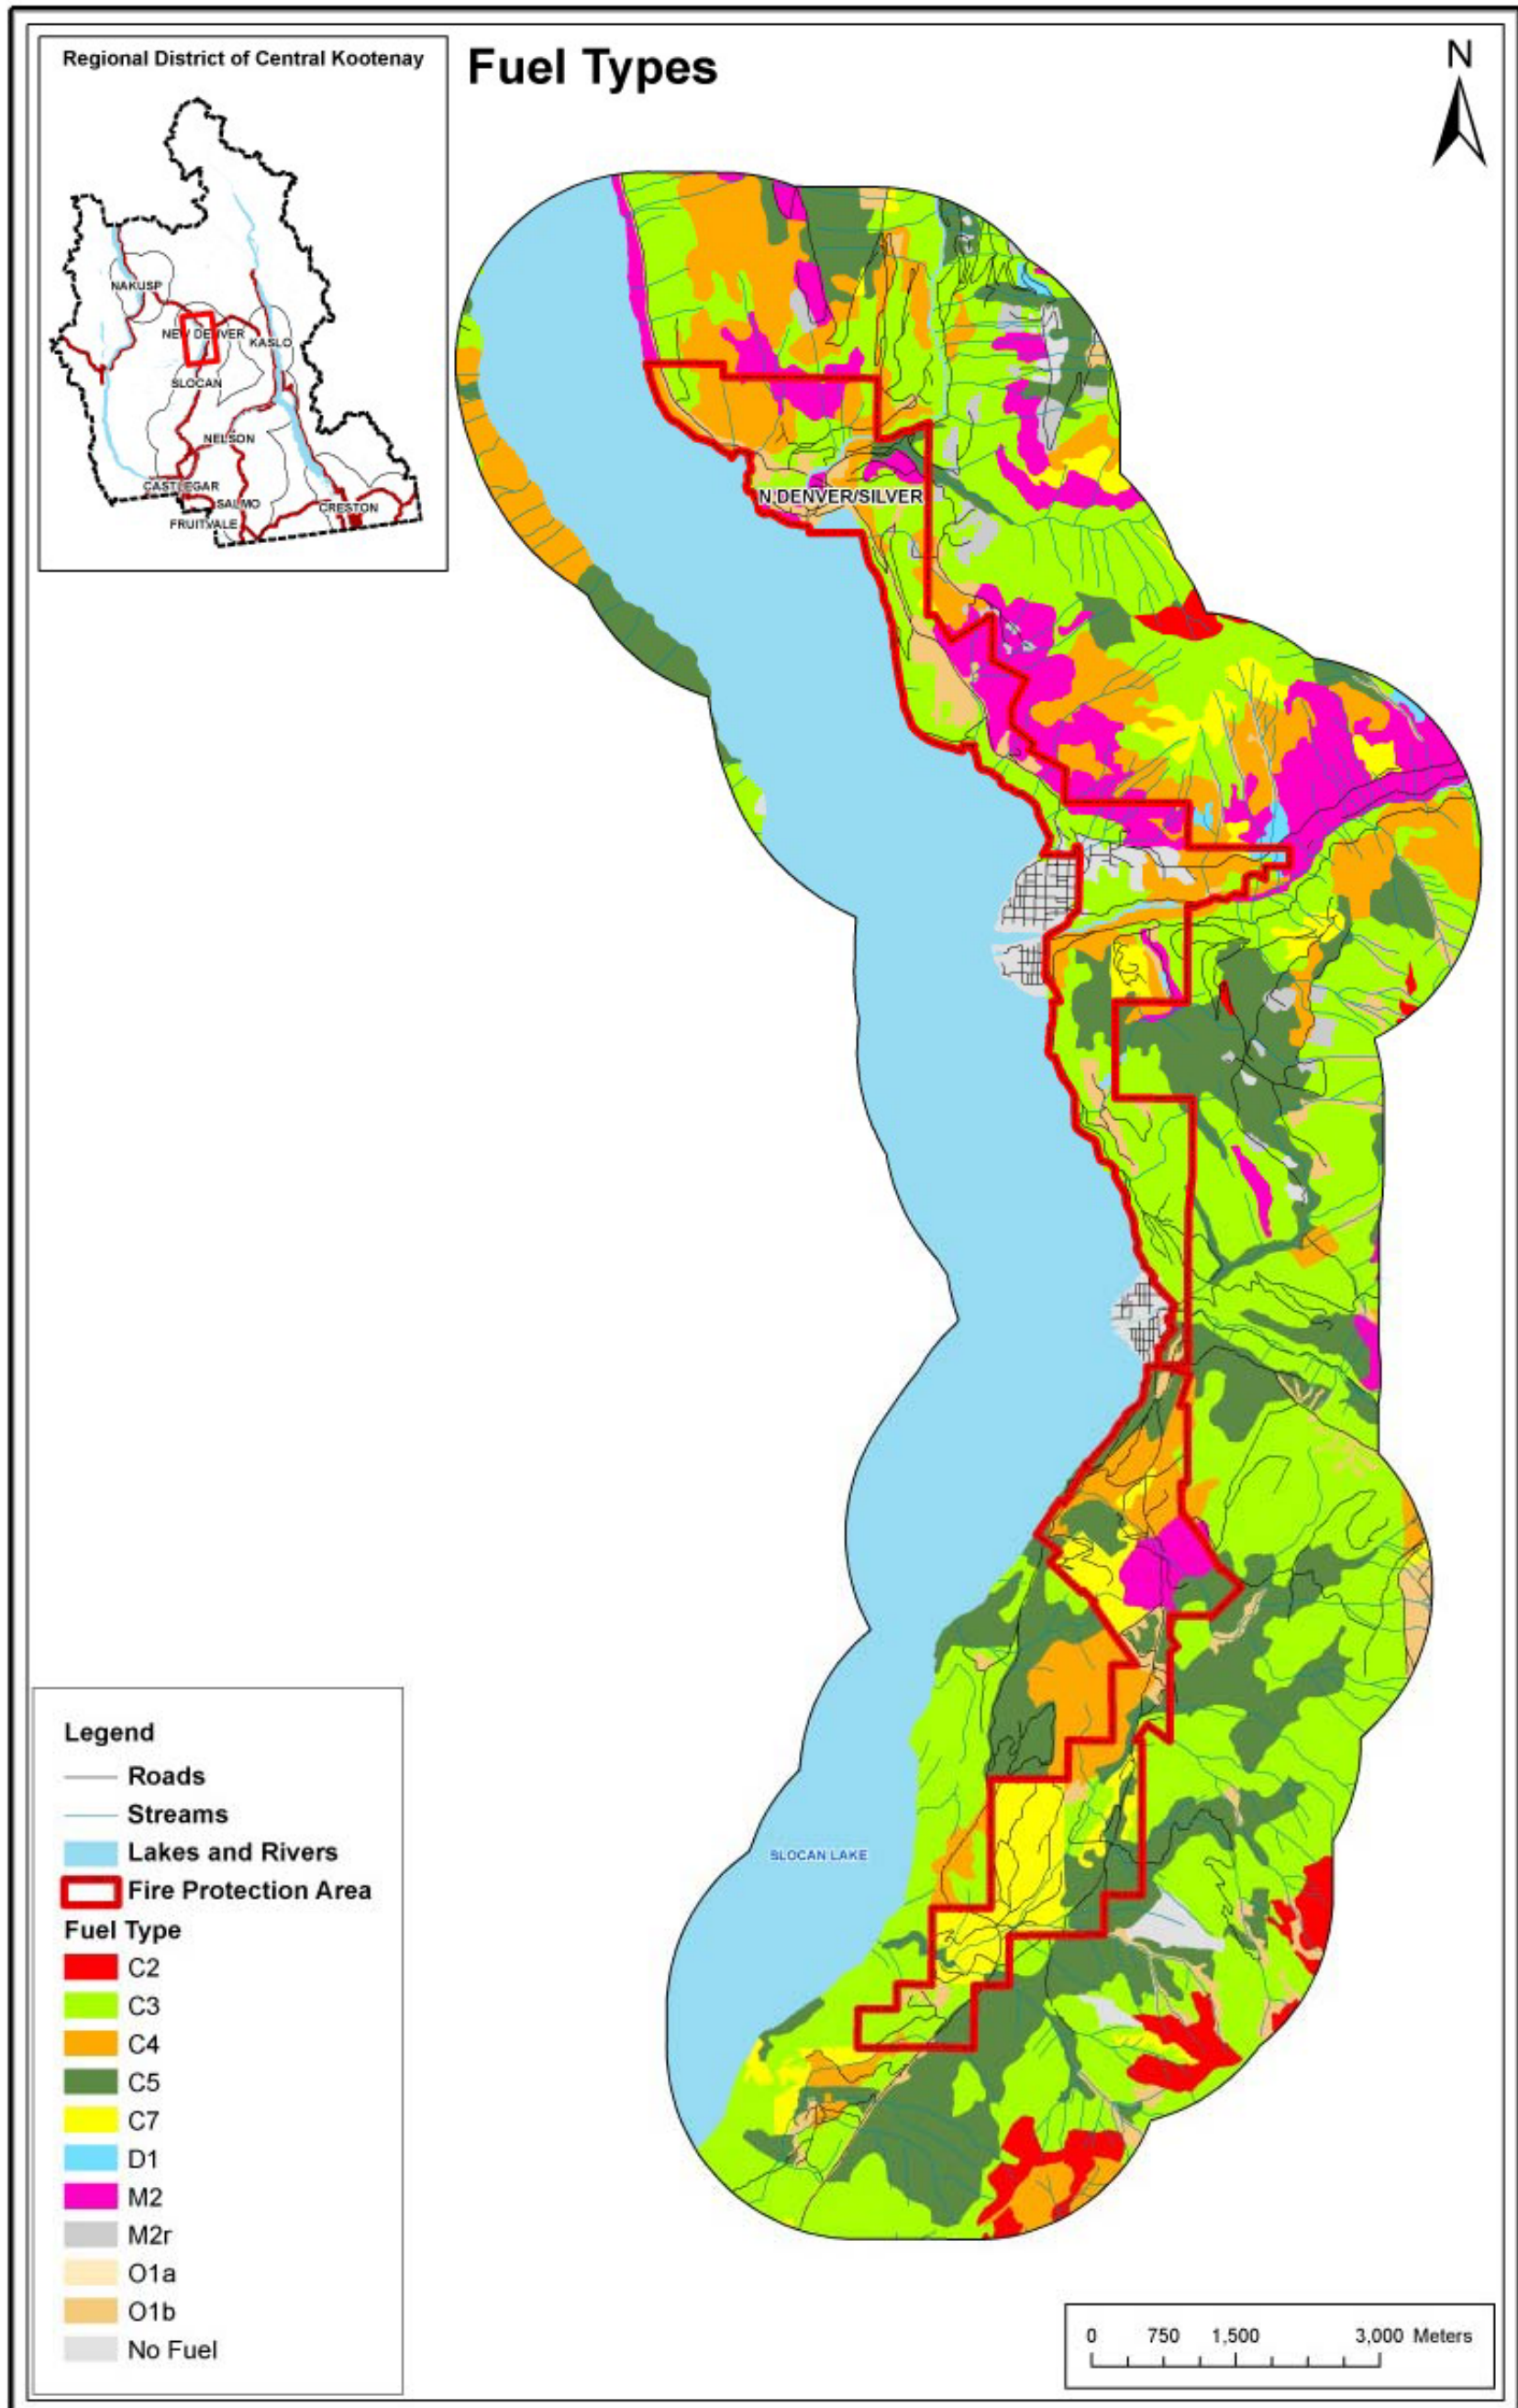 Regional District of Central Kootenay
Fuel Types
N
NAKUSP
NEW DENVER
KASLO
SLOCAN
NELSON
CASTLEGAR
SALMO
CRESTON
FRUITVALE
N DENVER/SILVER
SLOCAN LAKE
Legend
Roads
Streams
Lakes and Rivers
Fire Protection Area
Fuel Type
C2
C3
C4
C5
C7
D1
M2
M2r
O1a
O1b
No Fuel
0 750 1,500 3,000 Meters